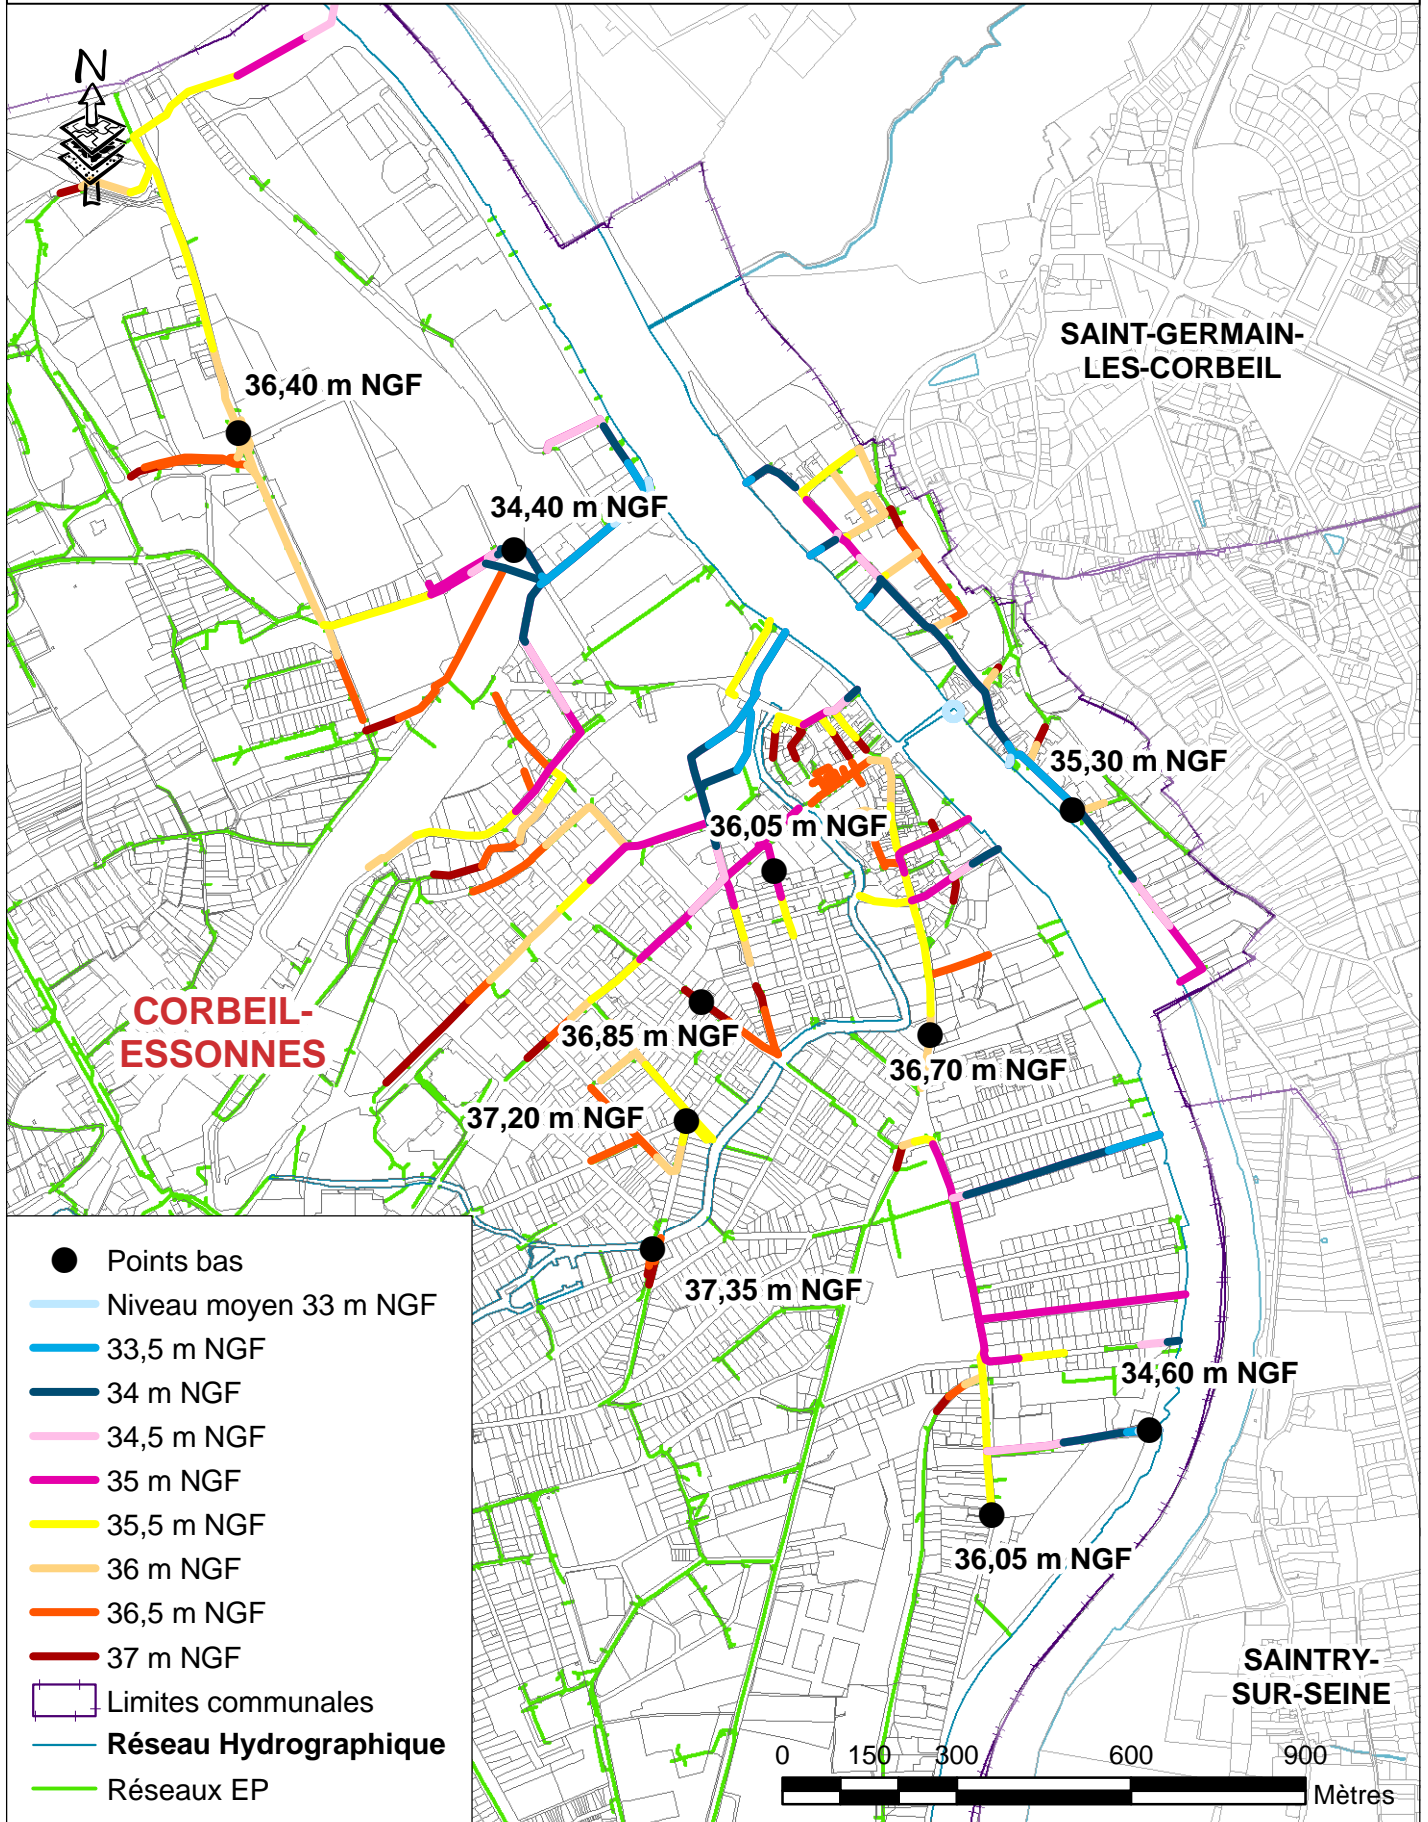 N
SAINT-GERMAIN-
LES-CORBEIL
36,40 m NGF
34,40 m NGF
35,30 m NGF
36,05 m NGF
CORBEIL-
ESSONNES
36,85 m NGF
36,70 m NGF
37,20 m NGF
37,35 m NGF
34,60 m NGF
36,05 m NGF
SAINTRY-
SUR-SEINE
Points bas
Niveau moyen 33 m NGF
33,5 m NGF
34 m NGF
34,5 m NGF
35 m NGF
35,5 m NGF
36 m NGF
36,5 m NGF
37 m NGF
Limites communales
Réseau Hydrographique
Réseaux EP
0 150 300 600 900
Mètres